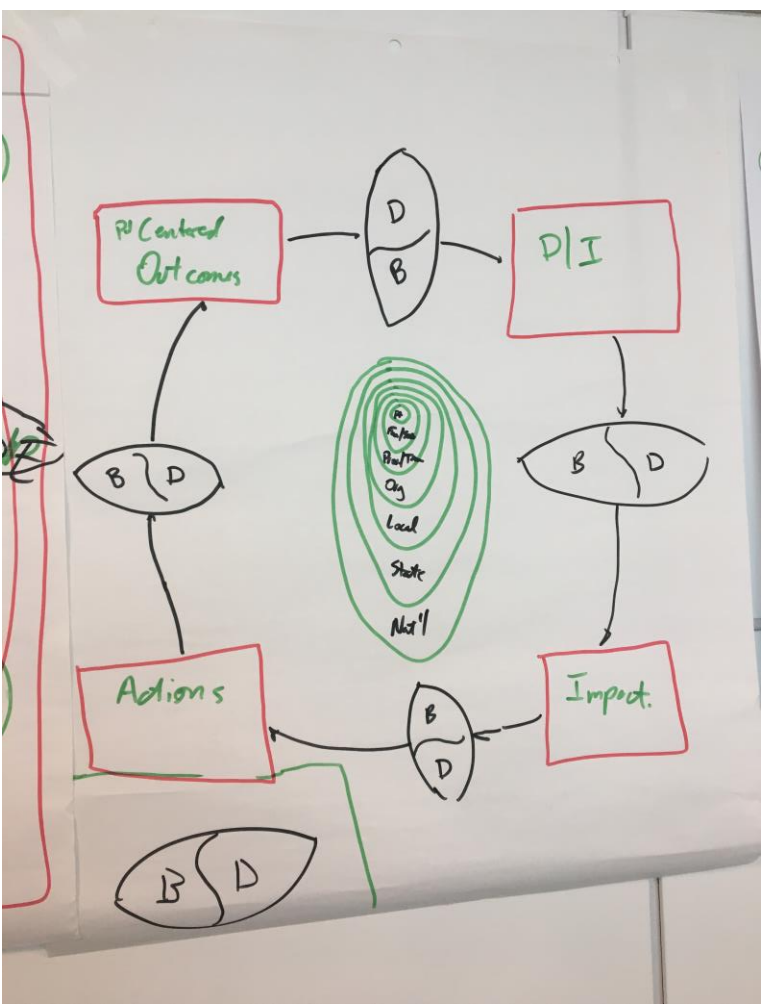 D
B
Pt Centered
Outcomes
D/I
Pt
Org
Local
State
Nat'l
B D
B D
Actions
B
D
Impact.
B D